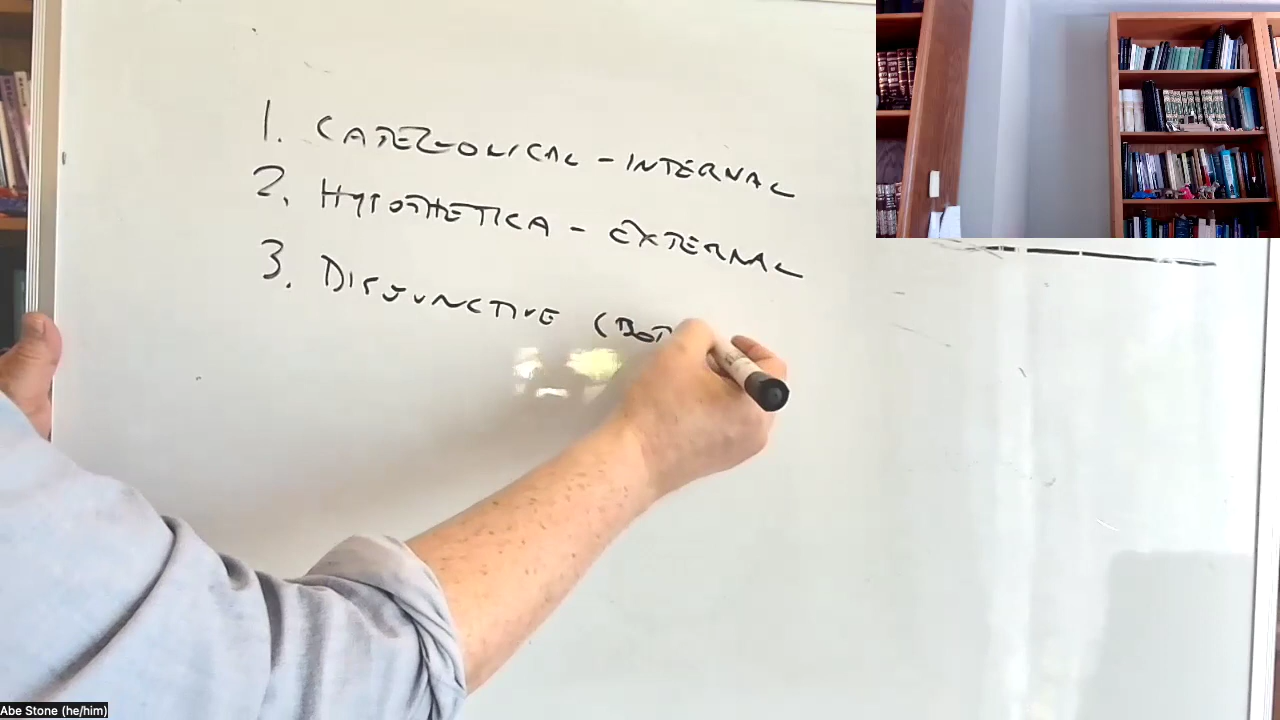 1. CATEGORICAL - INTERNAL
2. HYPOTHETICA - EXTERNAL
3. DISJUNCTIVE (BOT
Abe Stone (he/him)